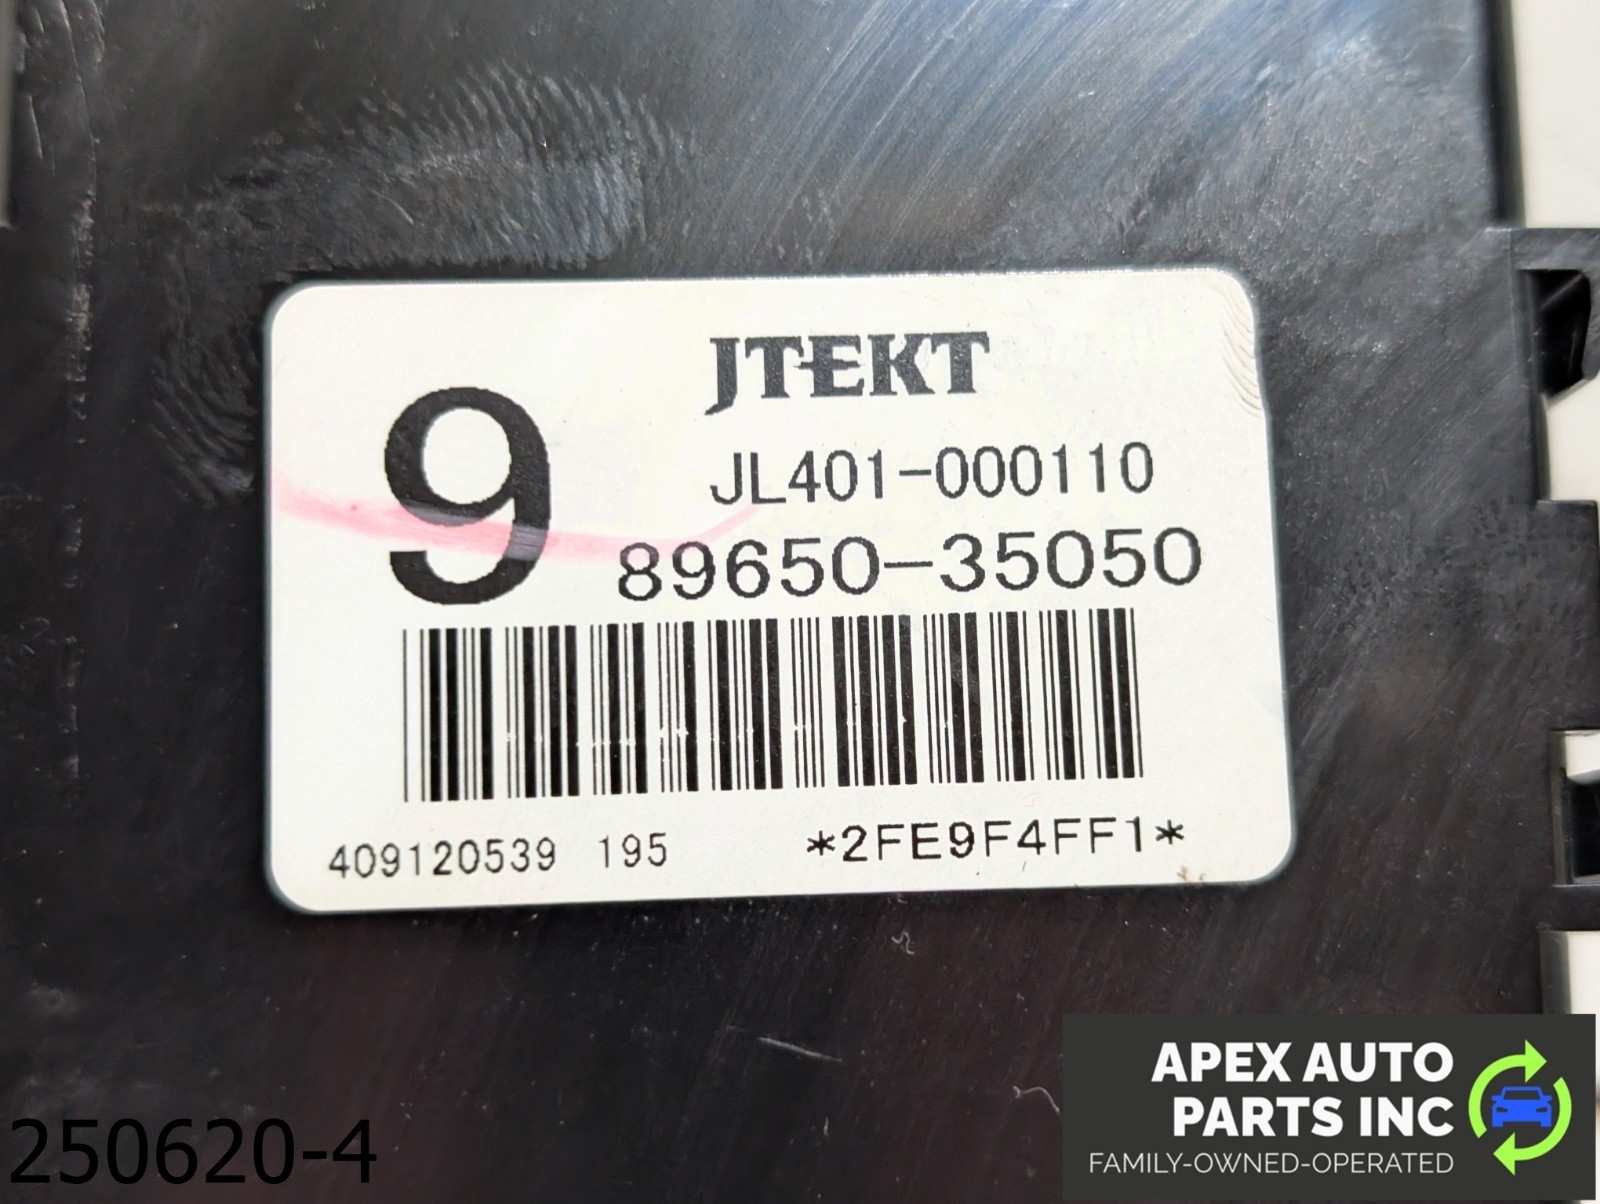 JTEKT
9
JL401-000110
89650-35050
409120539 195 *2FE9F4FF1*
APEX AUTO
PARTS INC
FAMILY-OWNED-OPERATED
250620-4